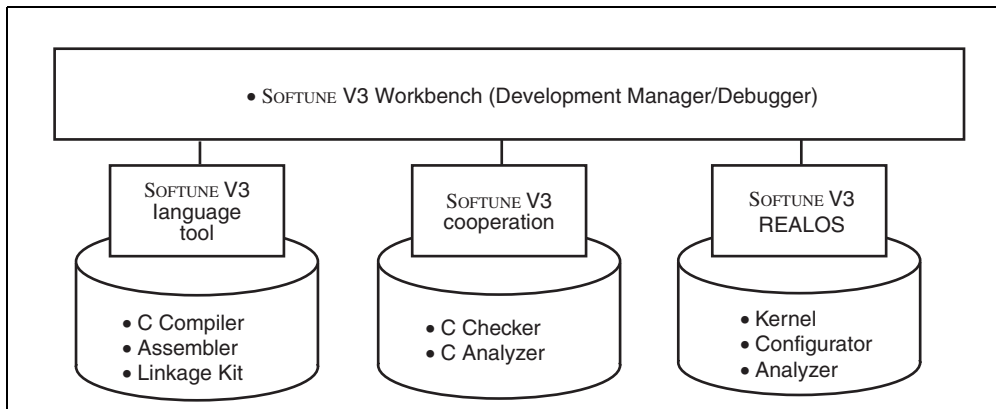 • SOFTUNE V3 Workbench (Development Manager/Debugger)
SOFTUNE V3
language
tool
• C Compiler
• Assembler
• Linkage Kit
SOFTUNE V3
cooperation
• C Checker
• C Analyzer
SOFTUNE V3
REALOS
• Kernel
• Configurator
• Analyzer